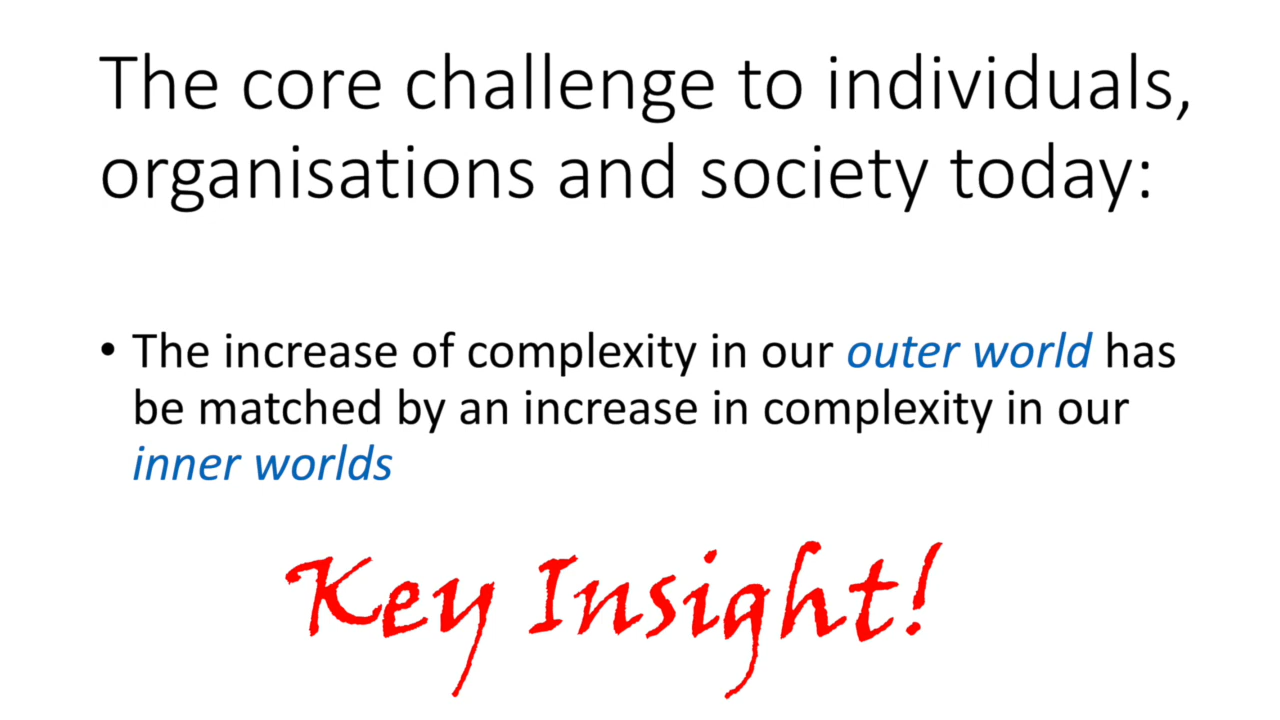 The core challenge to individuals,
organisations and society today:
• The increase of complexity in our outer world has
be matched by an increase in complexity in our
inner worlds
Key Insight!